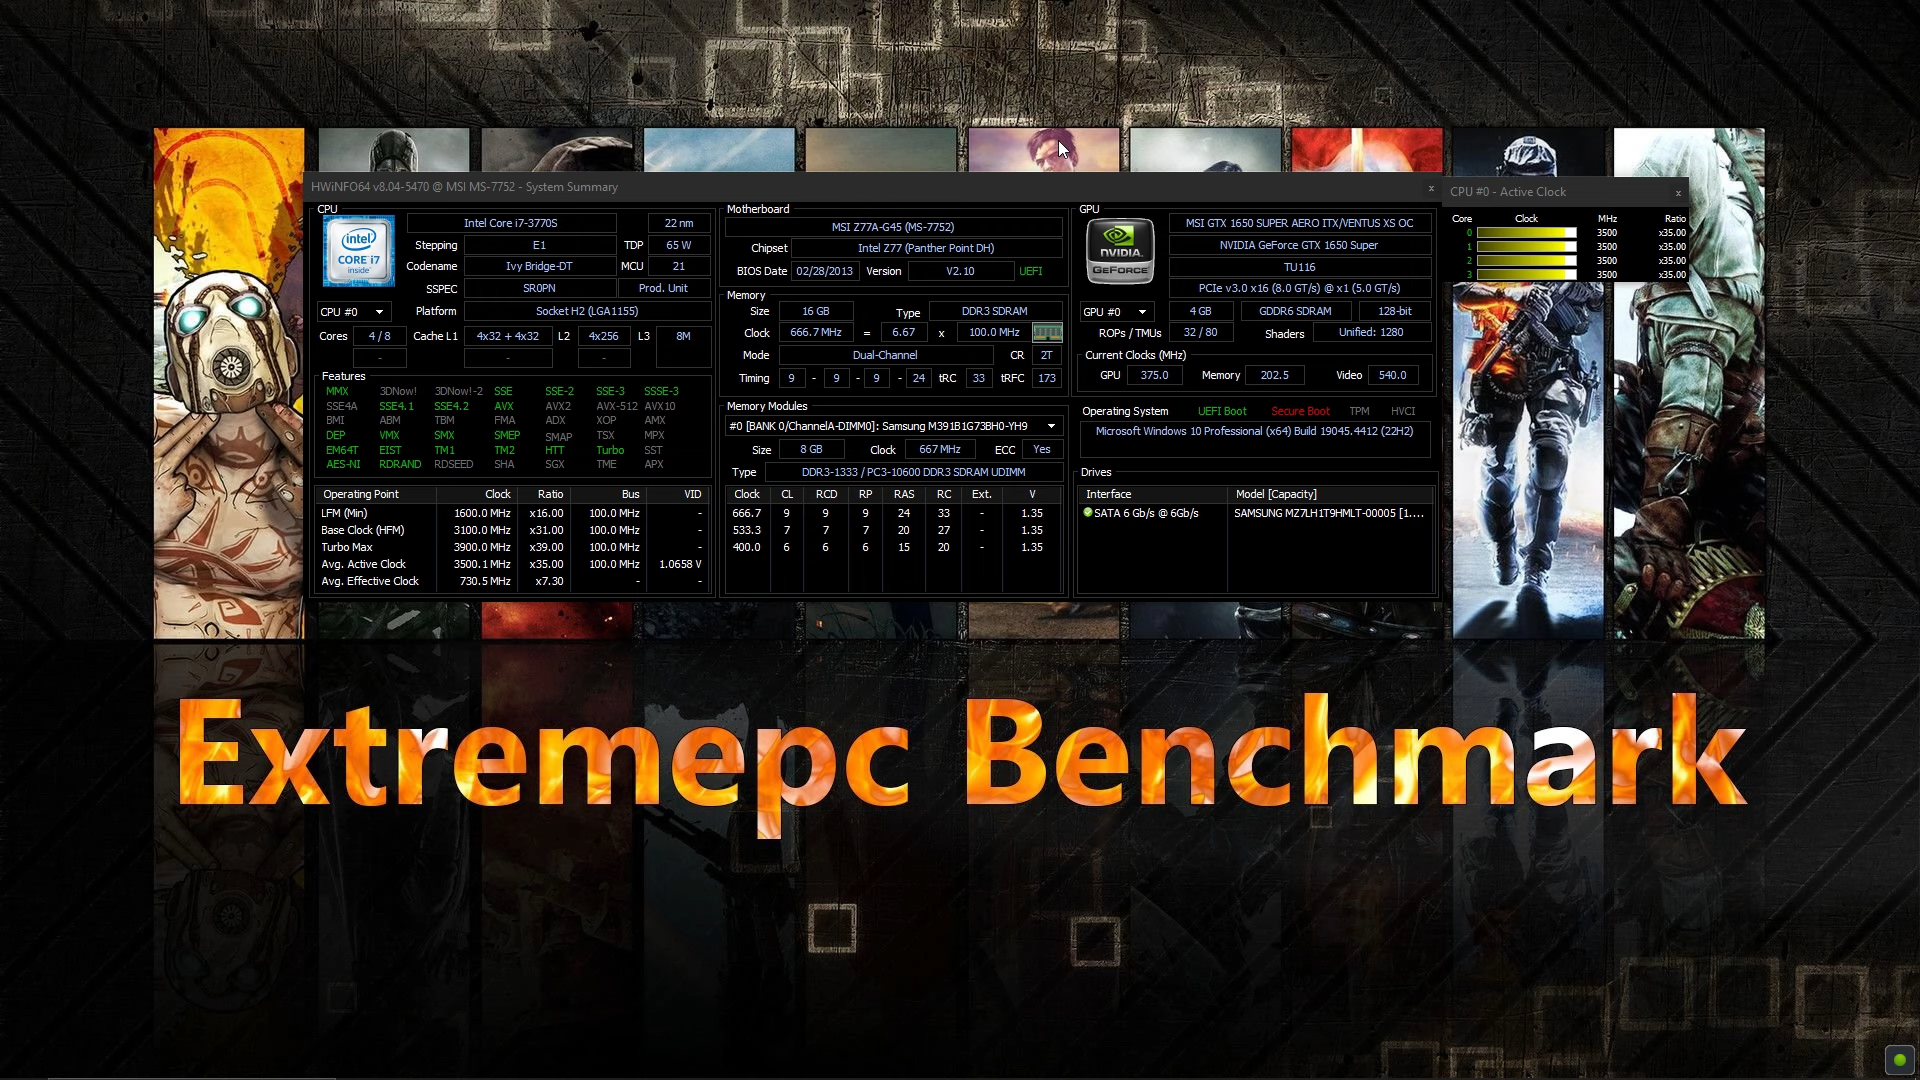 HWiNFO64 v8.04-5470 @ MSI MS-7752 - System Summary x
CPU
intel CORE i7 inside
Intel Core i7-3770S 22 nm
Stepping E1 TDP 65 W
Codename Ivy Bridge-DT MCU 21
SSPEC SR0PN Prod. Unit
CPU #0 Platform Socket H2 (LGA1155)
Cores 4 / 8 Cache L1 4x32 + 4x32 L2 4x256 L3 8M
- - -
Features
MMX 3DNow! 3DNow!-2 SSE SSE-2 SSE-3 SSSE-3
SSE4A SSE4.1 SSE4.2 AVX AVX2 AVX-512 AVX10
BMI ABM TBM FMA ADX XOP AMX
DEP VMX SMX SMEP SMAP TSX MPX
EM64T EIST TM1 TM2 HTT Turbo SST
AES-NI RDRAND RDSEED SHA SGX TME APX
Operating Point Clock Ratio Bus VID
LFM (Min) 1600.0 MHz x16.00 100.0 MHz -
Base Clock (HFM) 3100.0 MHz x31.00 100.0 MHz -
Turbo Max 3900.0 MHz x39.00 100.0 MHz -
Avg. Active Clock 3500.1 MHz x35.00 100.0 MHz 1.0658 V
Avg. Effective Clock 730.5 MHz x7.30 - -
Motherboard
MSI Z77A-G45 (MS-7752)
Chipset Intel Z77 (Panther Point DH)
BIOS Date 02/28/2013 Version V2.10 UEFI
Memory
Size 16 GB Type DDR3 SDRAM
Clock 666.7 MHz = 6.67 x 100.0 MHz
Mode Dual-Channel CR 2T
Timing 9 - 9 - 9 - 24 tRC 33 tRFC 173
Memory Modules
#0 [BANK 0/ChannelA-DIMM0]: Samsung M391B1G73BH0-YH9
Size 8 GB Clock 667 MHz ECC Yes
Type DDR3-1333 / PC3-10600 DDR3 SDRAM UDIMM
Clock CL RCD RP RAS RC Ext. V
666.7 9 9 9 24 33 - 1.35
533.3 7 7 7 20 27 - 1.35
400.0 6 6 6 15 20 - 1.35
GPU
NVIDIA GEFORCE
MSI GTX 1650 SUPER AERO ITX/VENTUS XS OC
NVIDIA GeForce GTX 1650 Super
TU116
PCIe v3.0 x16 (8.0 GT/s) @ x1 (5.0 GT/s)
GPU #0 4 GB GDDR6 SDRAM 128-bit
ROPs / TMUs 32 / 80 Shaders Unified: 1280
Current Clocks (MHz)
GPU 375.0 Memory 202.5 Video 540.0
Operating System UEFI Boot Secure Boot TPM HVCI
Microsoft Windows 10 Professional (x64) Build 19045.4412 (22H2)
Drives
Interface Model [Capacity]
SATA 6 Gb/s @ 6Gb/s SAMSUNG MZ7LH1T9HMLT-00005 [1....
CPU #0 - Active Clock x
Core Clock MHz Ratio
0 3500 x35.00
1 3500 x35.00
2 3500 x35.00
3 3500 x35.00
Extremepc Benchmark